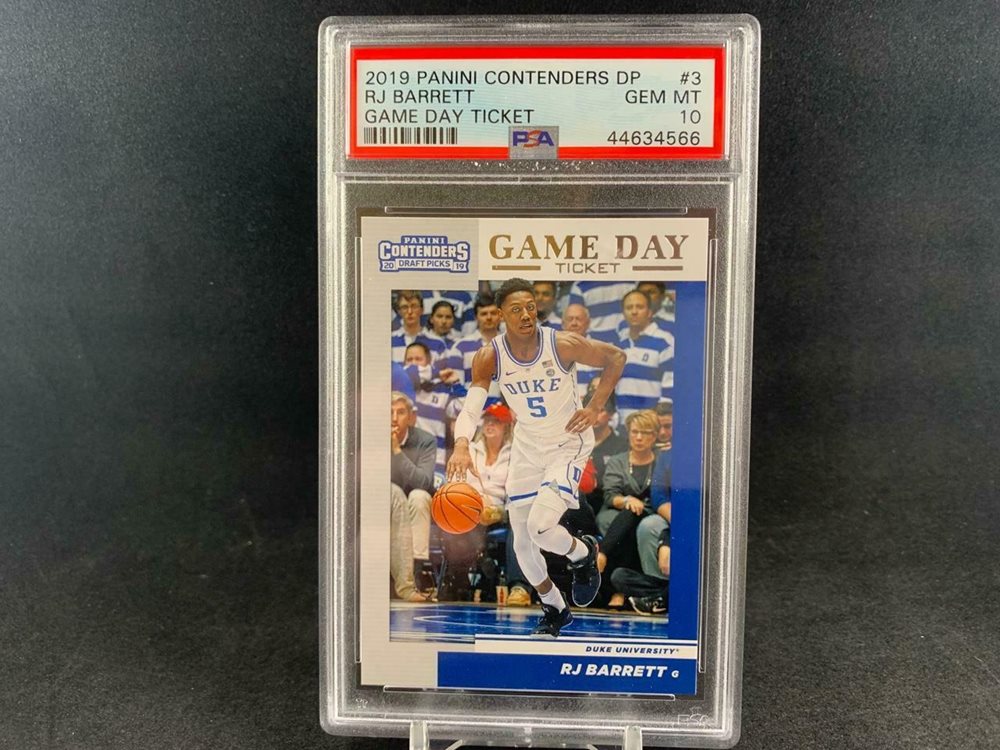 2019 PANINI CONTENDERS DP #3
RJ BARRETT GEM MT
GAME DAY TICKET 10
PSA 44634566
PANINI
CONTENDERS
20 DRAFT PICKS 19
GAME DAY
TICKET
DUKE
5
D
DUKE UNIVERSITY
RJ BARRETT G